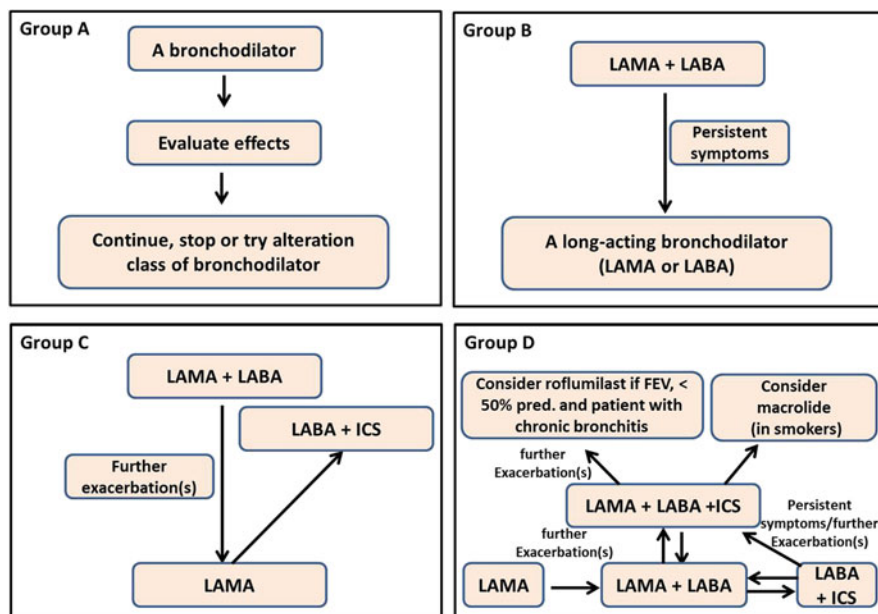 Group A
A bronchodilator
Evaluate effects
Continue, stop or try alteration
class of bronchodilator
Group B
LAMA + LABA
Persistent
symptoms
A long-acting bronchodilator
(LAMA or LABA)
Group C
LAMA + LABA
LABA + ICS
Further
exacerbation(s)
LAMA
Group D
Consider roflumilast if FEV, <
50% pred. and patient with
chronic bronchitis
Consider
macrolide
(in smokers)
further
Exacerbation(s)
LAMA + LABA +ICS
Persistent
symptoms/further
Exacerbation(s)
further
Exacerbation(s)
LAMA
LAMA + LABA
LABA
+ ICS